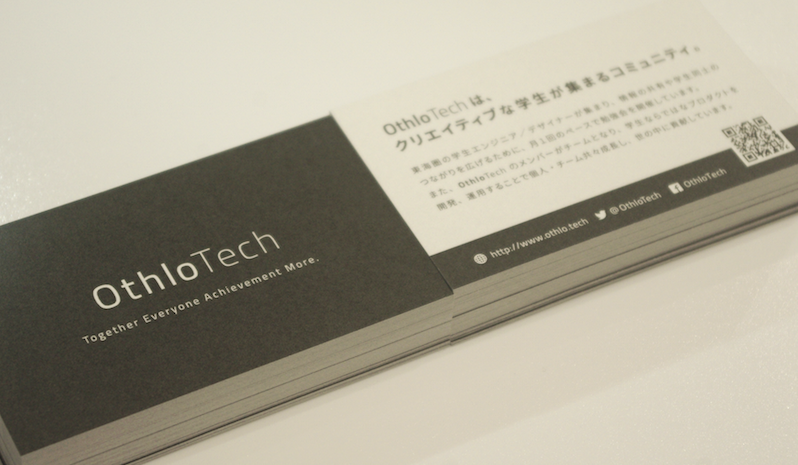 OthloTech
Together Everyone Achievement More.
OthloTech は、
クリエイティブな学生が集まるコミュニティ。
東海圏の学生エンジニア／デザイナーが集まり、情報の共有や学生同士の
つながりを広げるために、月1回のペースで勉強会を開催しています。
また、OthloTech のメンバーがチームとなり、学生ならではなプロダクトを
開発、運用することで個人・チーム共々成長し、世の中に貢献しています。
http://www.othlo.tech @OthloTech OthloTech